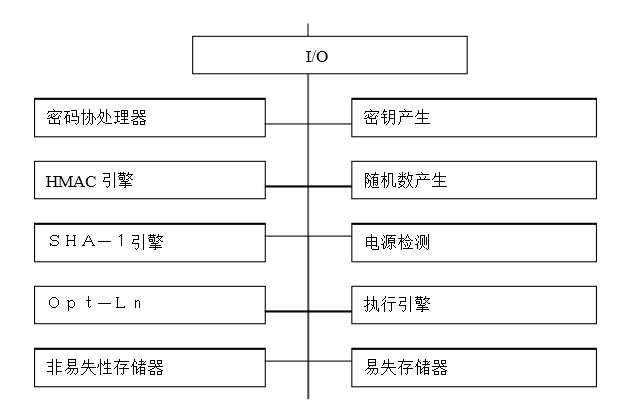 I/O
密码协处理器
密钥产生
HMAC 引擎
随机数产生
ＳＨＡ－１引擎
电源检测
Ｏｐｔ－Ｌｎ
执行引擎
非易失性存储器
易失存储器